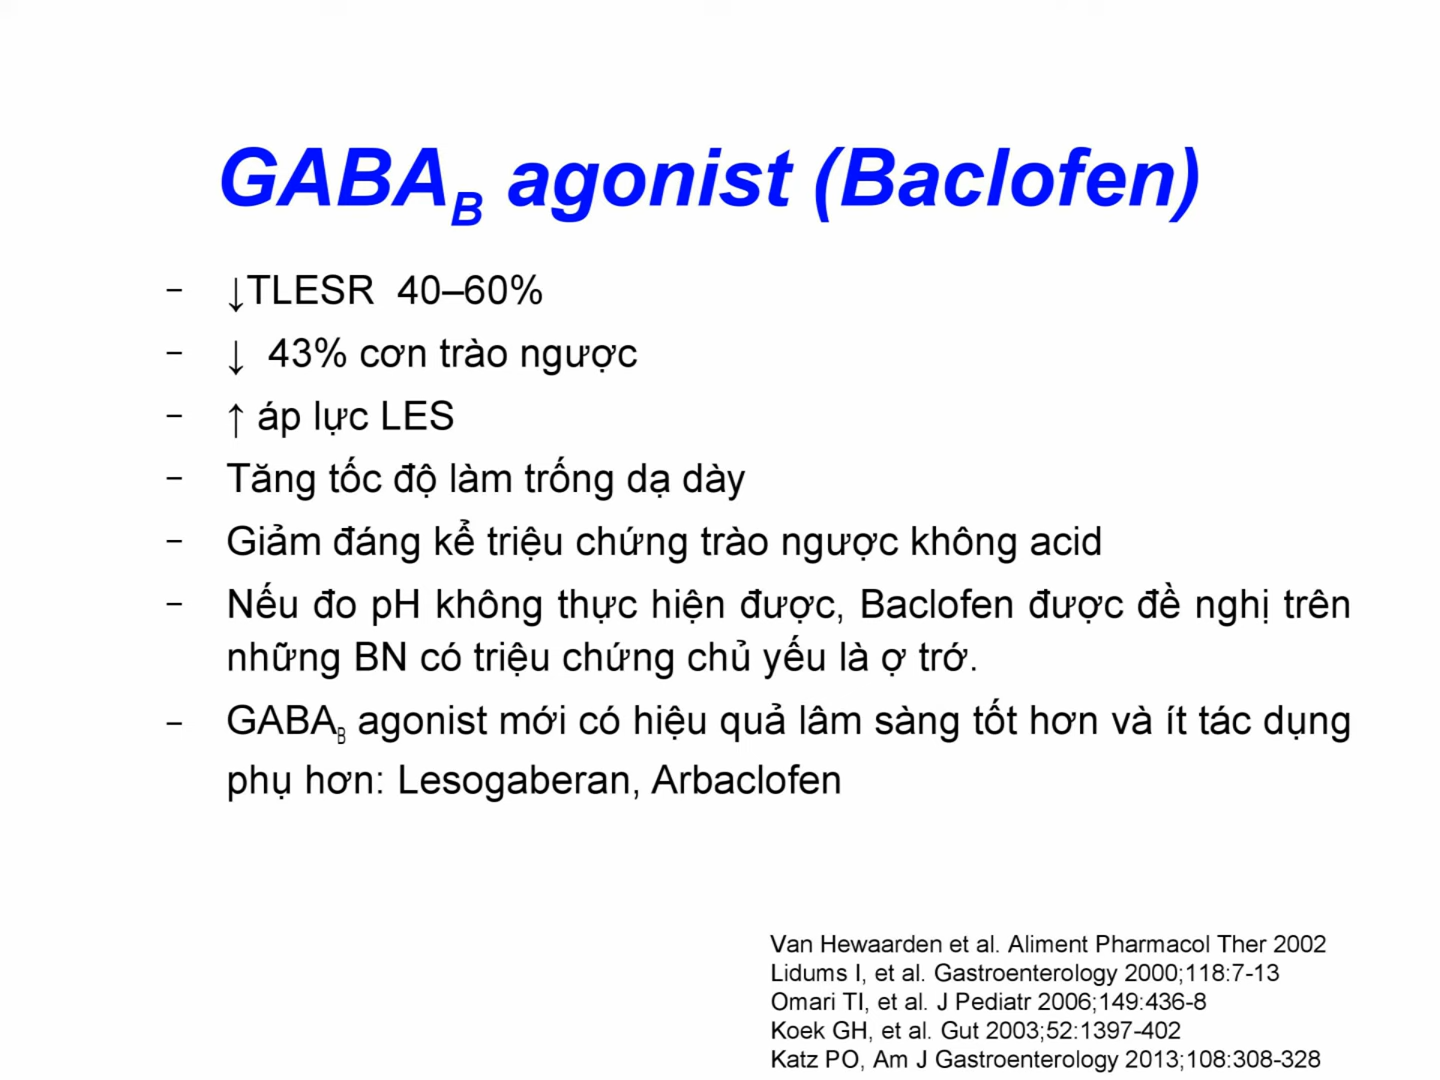 GABAB agonist (Baclofen)
– ↓TLESR 40–60%
– ↓ 43% cơn trào ngược
– ↑ áp lực LES
– Tăng tốc độ làm trống dạ dày
– Giảm đáng kể triệu chứng trào ngược không acid
– Nếu đo pH không thực hiện được, Baclofen được đề nghị trên
những BN có triệu chứng chủ yếu là ợ trớ.
– GABAB agonist mới có hiệu quả lâm sàng tốt hơn và ít tác dụng
phụ hơn: Lesogaberan, Arbaclofen
Van Hewaarden et al. Aliment Pharmacol Ther 2002
Lidums I, et al. Gastroenterology 2000;118:7-13
Omari TI, et al. J Pediatr 2006;149:436-8
Koek GH, et al. Gut 2003;52:1397-402
Katz PO, Am J Gastroenterology 2013;108:308-328